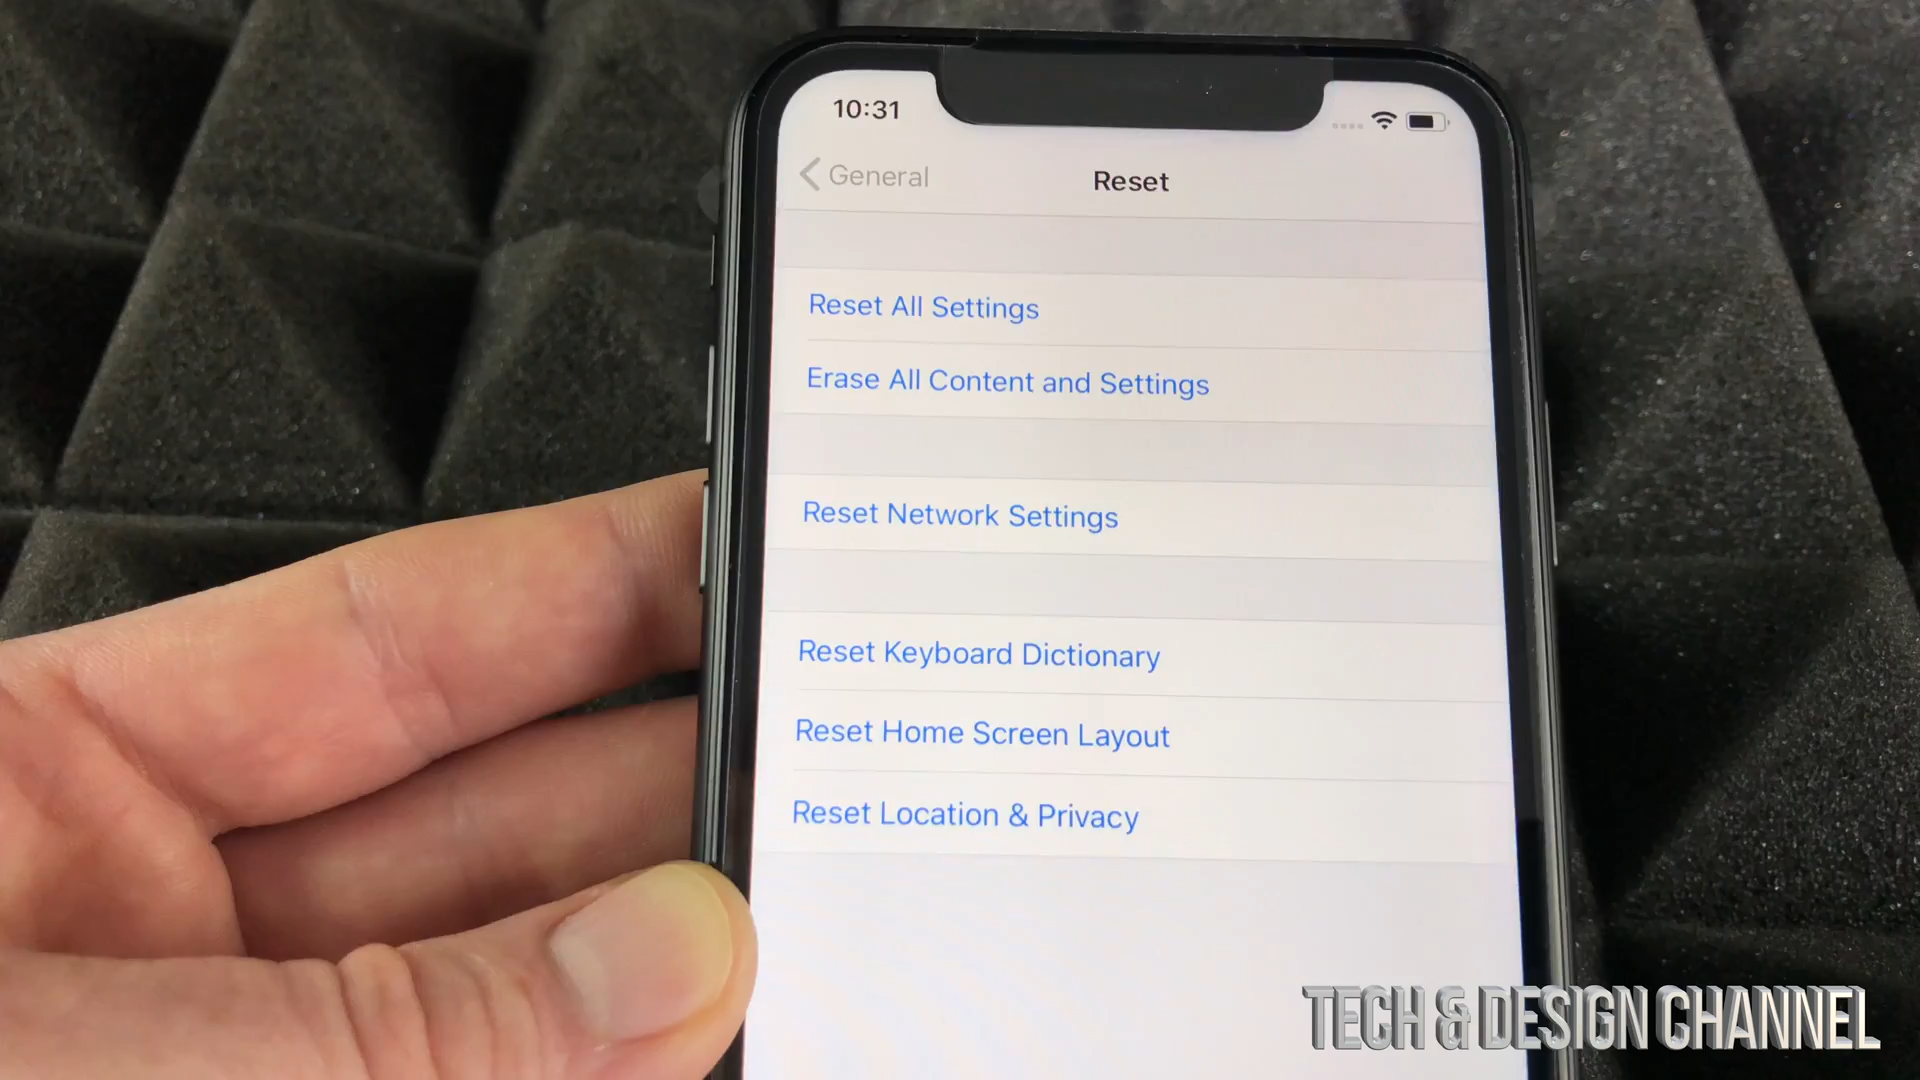 10:31
General
Reset
Reset All Settings
Erase All Content and Settings
Reset Network Settings
Reset Keyboard Dictionary
Reset Home Screen Layout
Reset Location & Privacy
TECH & DESIGN CHANNEL